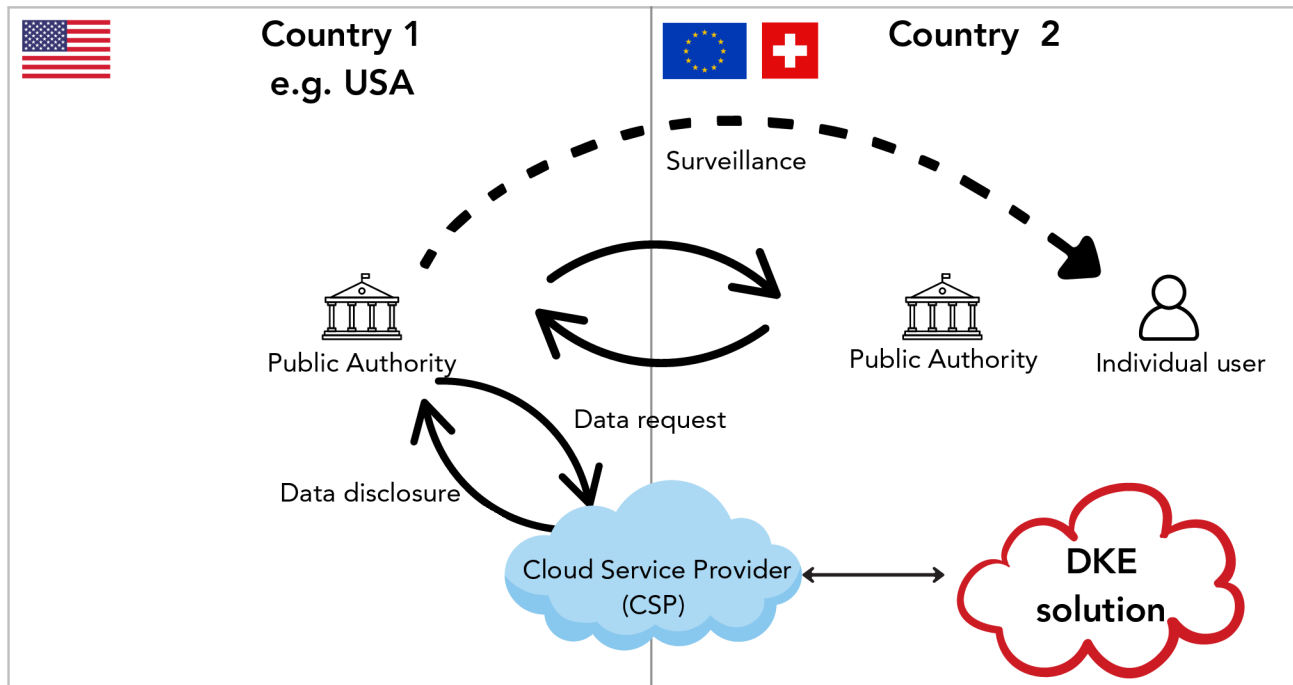 Country 1
e.g. USA
Country 2
Surveillance
Public Authority
Public Authority
Individual user
Data request
Data disclosure
Cloud Service Provider
(CSP)
DKE
solution